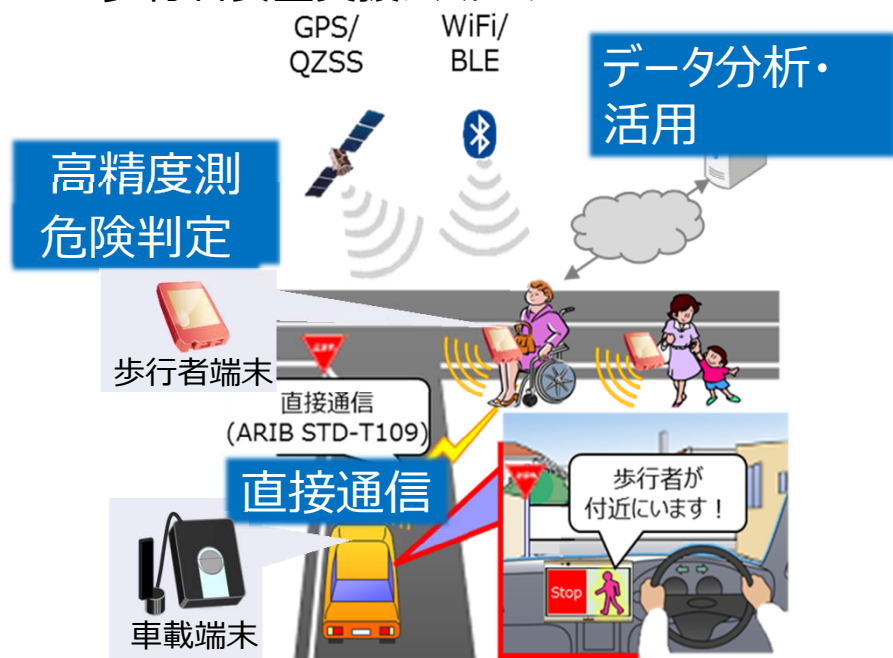 GPS/
QZSS
WiFi/
BLE
データ分析・
活用
高精度測
危険判定
歩行者端末
直接通信
(ARIB STD-T109)
直接通信
歩行者が
付近にいます！
Stop
車載端末